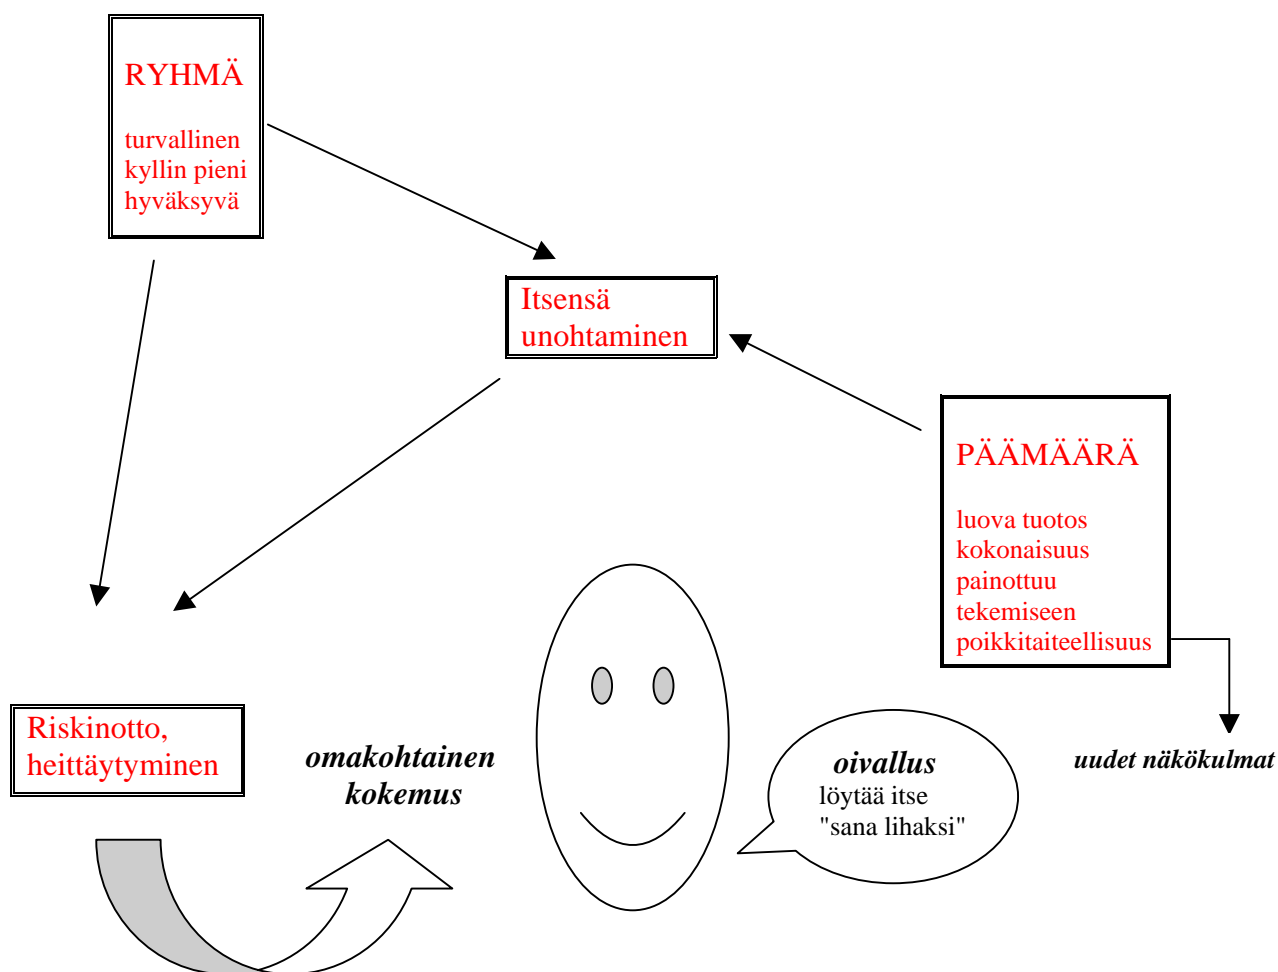 RYHMÄ
turvallinen
kyllin pieni
hyväksyvä
Itsensä
unohtaminen
PÄÄMÄÄRÄ
luova tuotos
kokonaisuus
painottuu
tekemiseen
poikkitaiteellisuus
Riskinotto,
heittäytyminen
omakohtainen
kokemus
oivallus
löytää itse
"sana lihaksi"
uudet näkökulmat